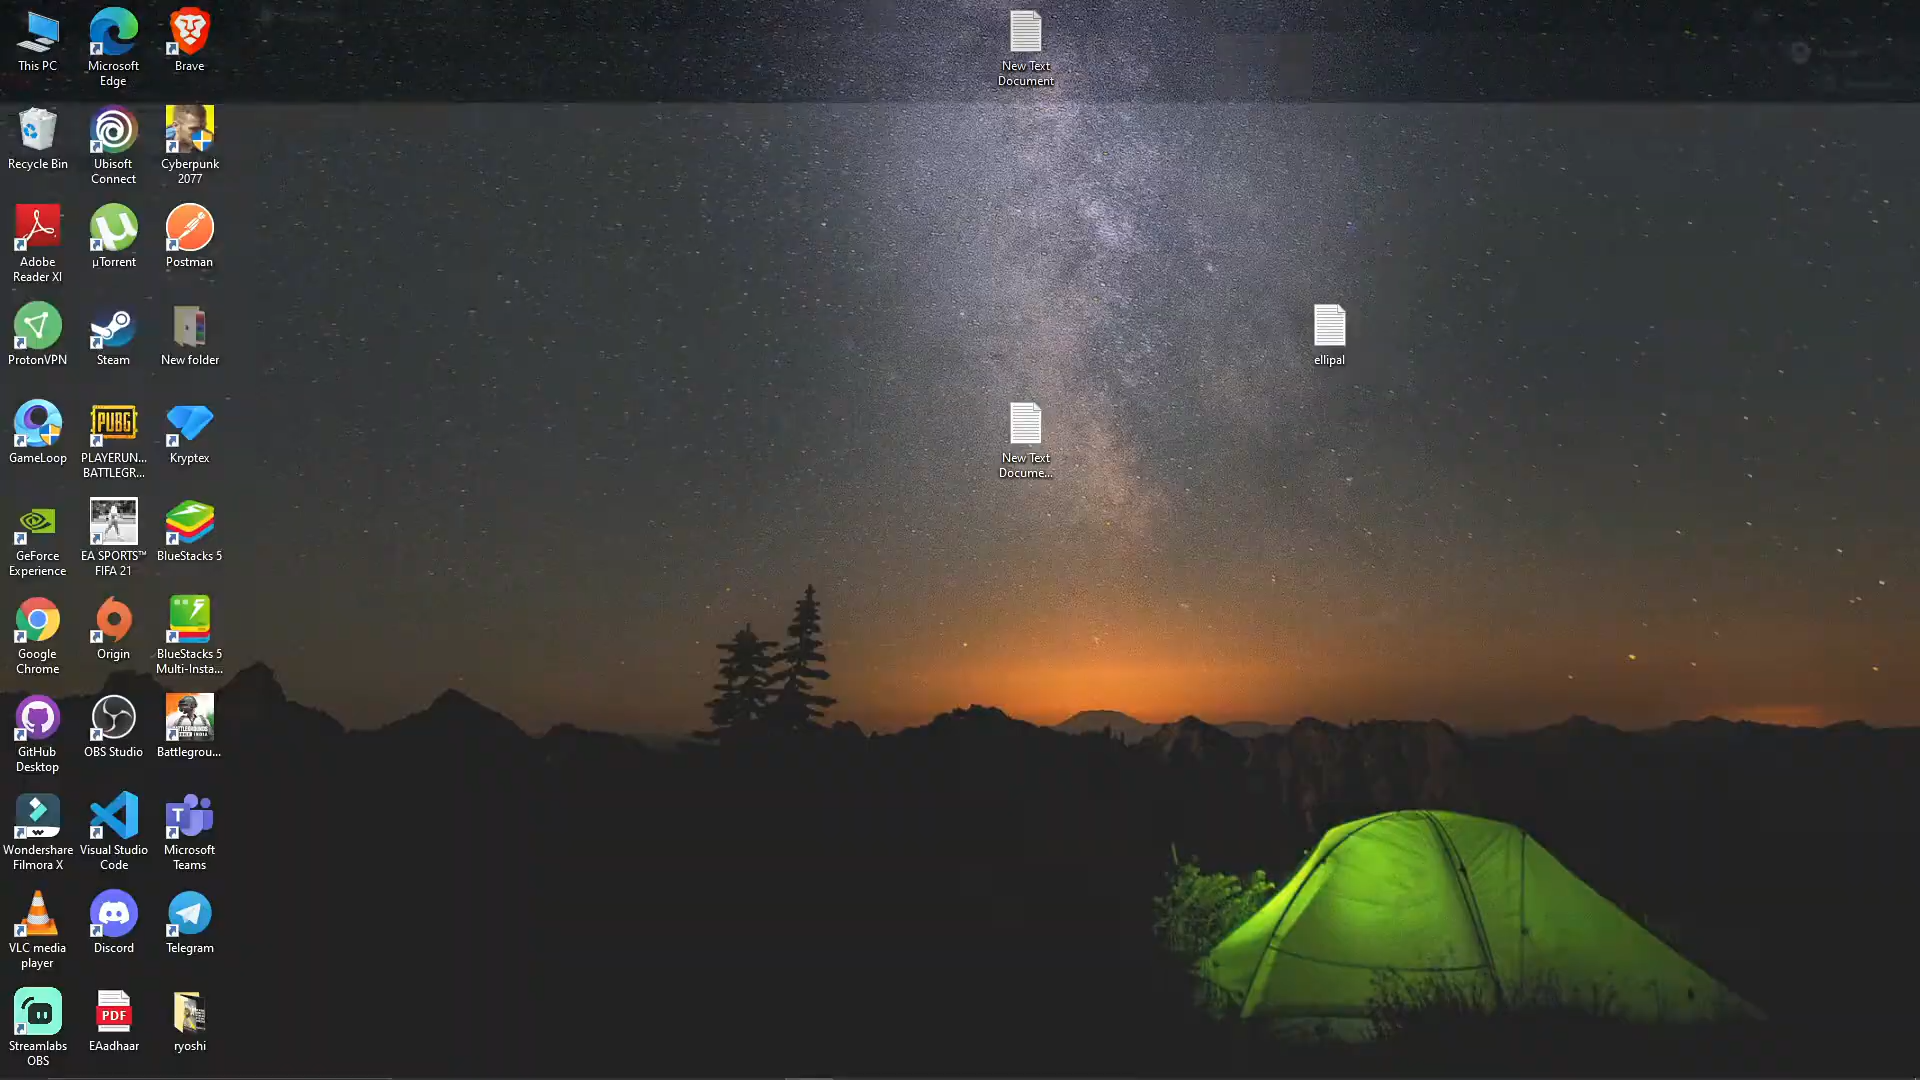 This PC
Microsoft
Edge
Brave
New Text
Document
Recycle Bin
Ubisoft
Connect
Cyberpunk
2077
Adobe
Reader XI
µTorrent
Postman
ProtonVPN
Steam
New folder
ellipal
GameLoop
PUBG
PLAYERUN...
BATTLEGR...
Kryptex
New Text
Docume...
GeForce
Experience
EA SPORTS™
FIFA 21
BlueStacks 5
Google
Chrome
Origin
BlueStacks 5
Multi-Insta...
GitHub
Desktop
OBS Studio
Battlegrou...
Wondershare
Filmora X
Visual Studio
Code
T
Microsoft
Teams
VLC media
player
Discord
Telegram
Streamlabs
OBS
PDF
EAadhaar
ryoshi